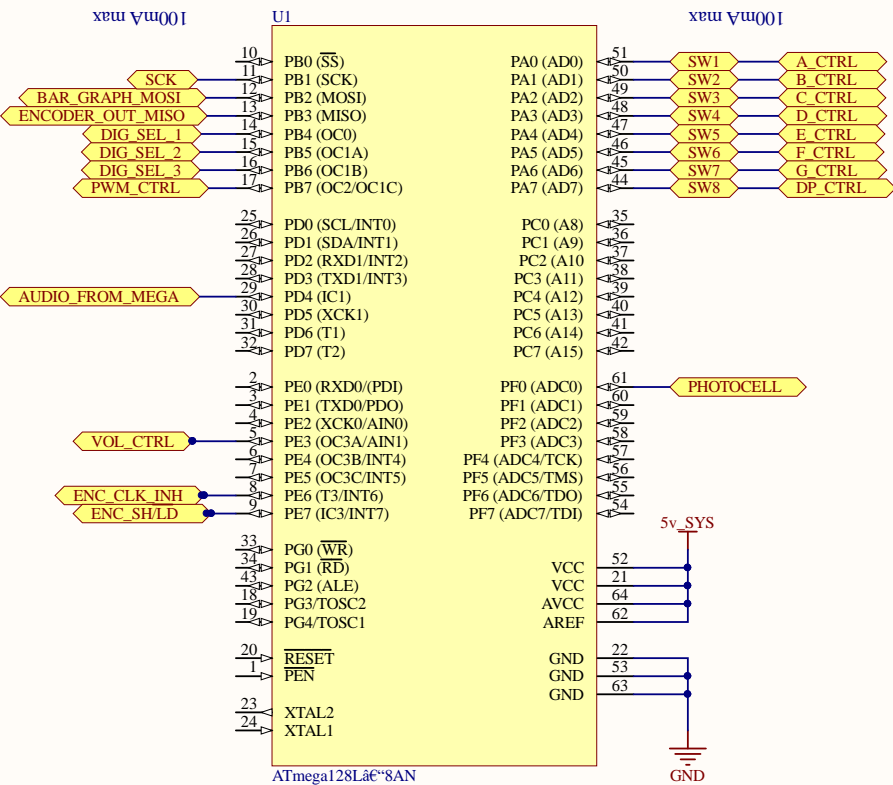 100mA max
100mA max
U1
10 PB0 (SS) PA0 (AD0) 51 SW1 A_CTRL
SCK 11 PB1 (SCK) PA1 (AD1) 50 SW2 B_CTRL
BAR_GRAPH_MOSI 12 PB2 (MOSI) PA2 (AD2) 49 SW3 C_CTRL
ENCODER_OUT_MISO 13 PB3 (MISO) PA3 (AD3) 48 SW4 D_CTRL
DIG_SEL_1 14 PB4 (OC0) PA4 (AD4) 47 SW5 E_CTRL
DIG_SEL_2 15 PB5 (OC1A) PA5 (AD5) 46 SW6 F_CTRL
DIG_SEL_3 16 PB6 (OC1B) PA6 (AD6) 45 SW7 G_CTRL
PWM_CTRL 17 PB7 (OC2/OC1C) PA7 (AD7) 44 SW8 DP_CTRL
25 PD0 (SCL/INT0) PC0 (A8) 35
26 PD1 (SDA/INT1) PC1 (A9) 36
27 PD2 (RXD1/INT2) PC2 (A10 37
28 PD3 (TXD1/INT3) PC3 (A11) 38
AUDIO_FROM_MEGA 29 PD4 (IC1) PC4 (A12) 39
30 PD5 (XCK1) PC5 (A13) 40
31 PD6 (T1) PC6 (A14) 41
32 PD7 (T2) PC7 (A15) 42
2 PE0 (RXD0/PDI) PF0 (ADC0) 61 PHOTOCELL
3 PE1 (TXD0/PDO) PF1 (ADC1) 60
4 PE2 (XCK0/AIN0) PF2 (ADC2) 59
VOL_CTRL 5 PE3 (OC3A/AIN1) PF3 (ADC3) 58
6 PE4 (OC3B/INT4) PF4 (ADC4/TCK) 57
7 PE5 (OC3C/INT5) PF5 (ADC5/TMS) 56
ENC_CLK_INH 8 PE6 (T3/INT6) PF6 (ADC6/TDO) 55
ENC_SH/LD 9 PE7 (IC3/INT7) PF7 (ADC7/TDI) 54
5v_SYS
33 PG0 (WR)
34 PG1 (RD) VCC 52
43 PG2 (ALE) VCC 21
18 PG3/TOSC2 AVCC 64
19 PG4/TOSC1 AREF 62
20 RESET GND 22
1 PEN GND 53
GND 63
23 XTAL2
24 XTAL1
ATmega128Lâ€“8AN
GND